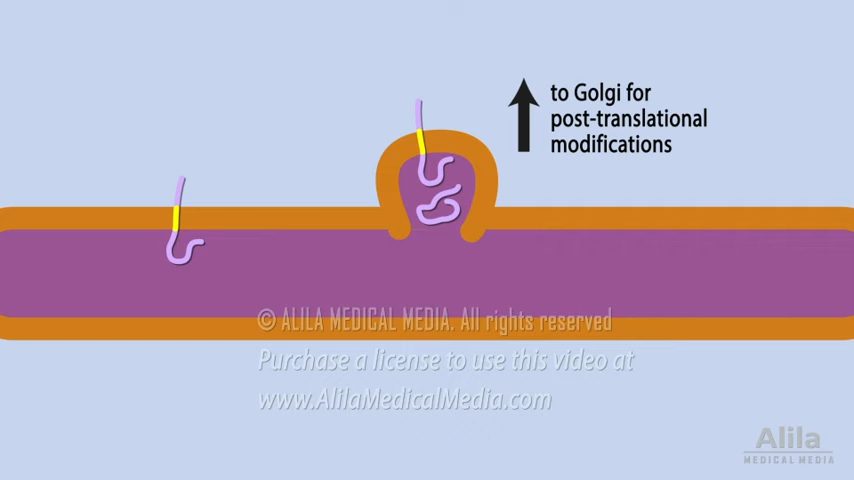 to Golgi for
post-translational
modifications
© ALILA MEDICAL MEDIA. All rights reserved
Purchase a license to use this video at
www.AlilaMedicalMedia.com
Alila
MEDICAL MEDIA